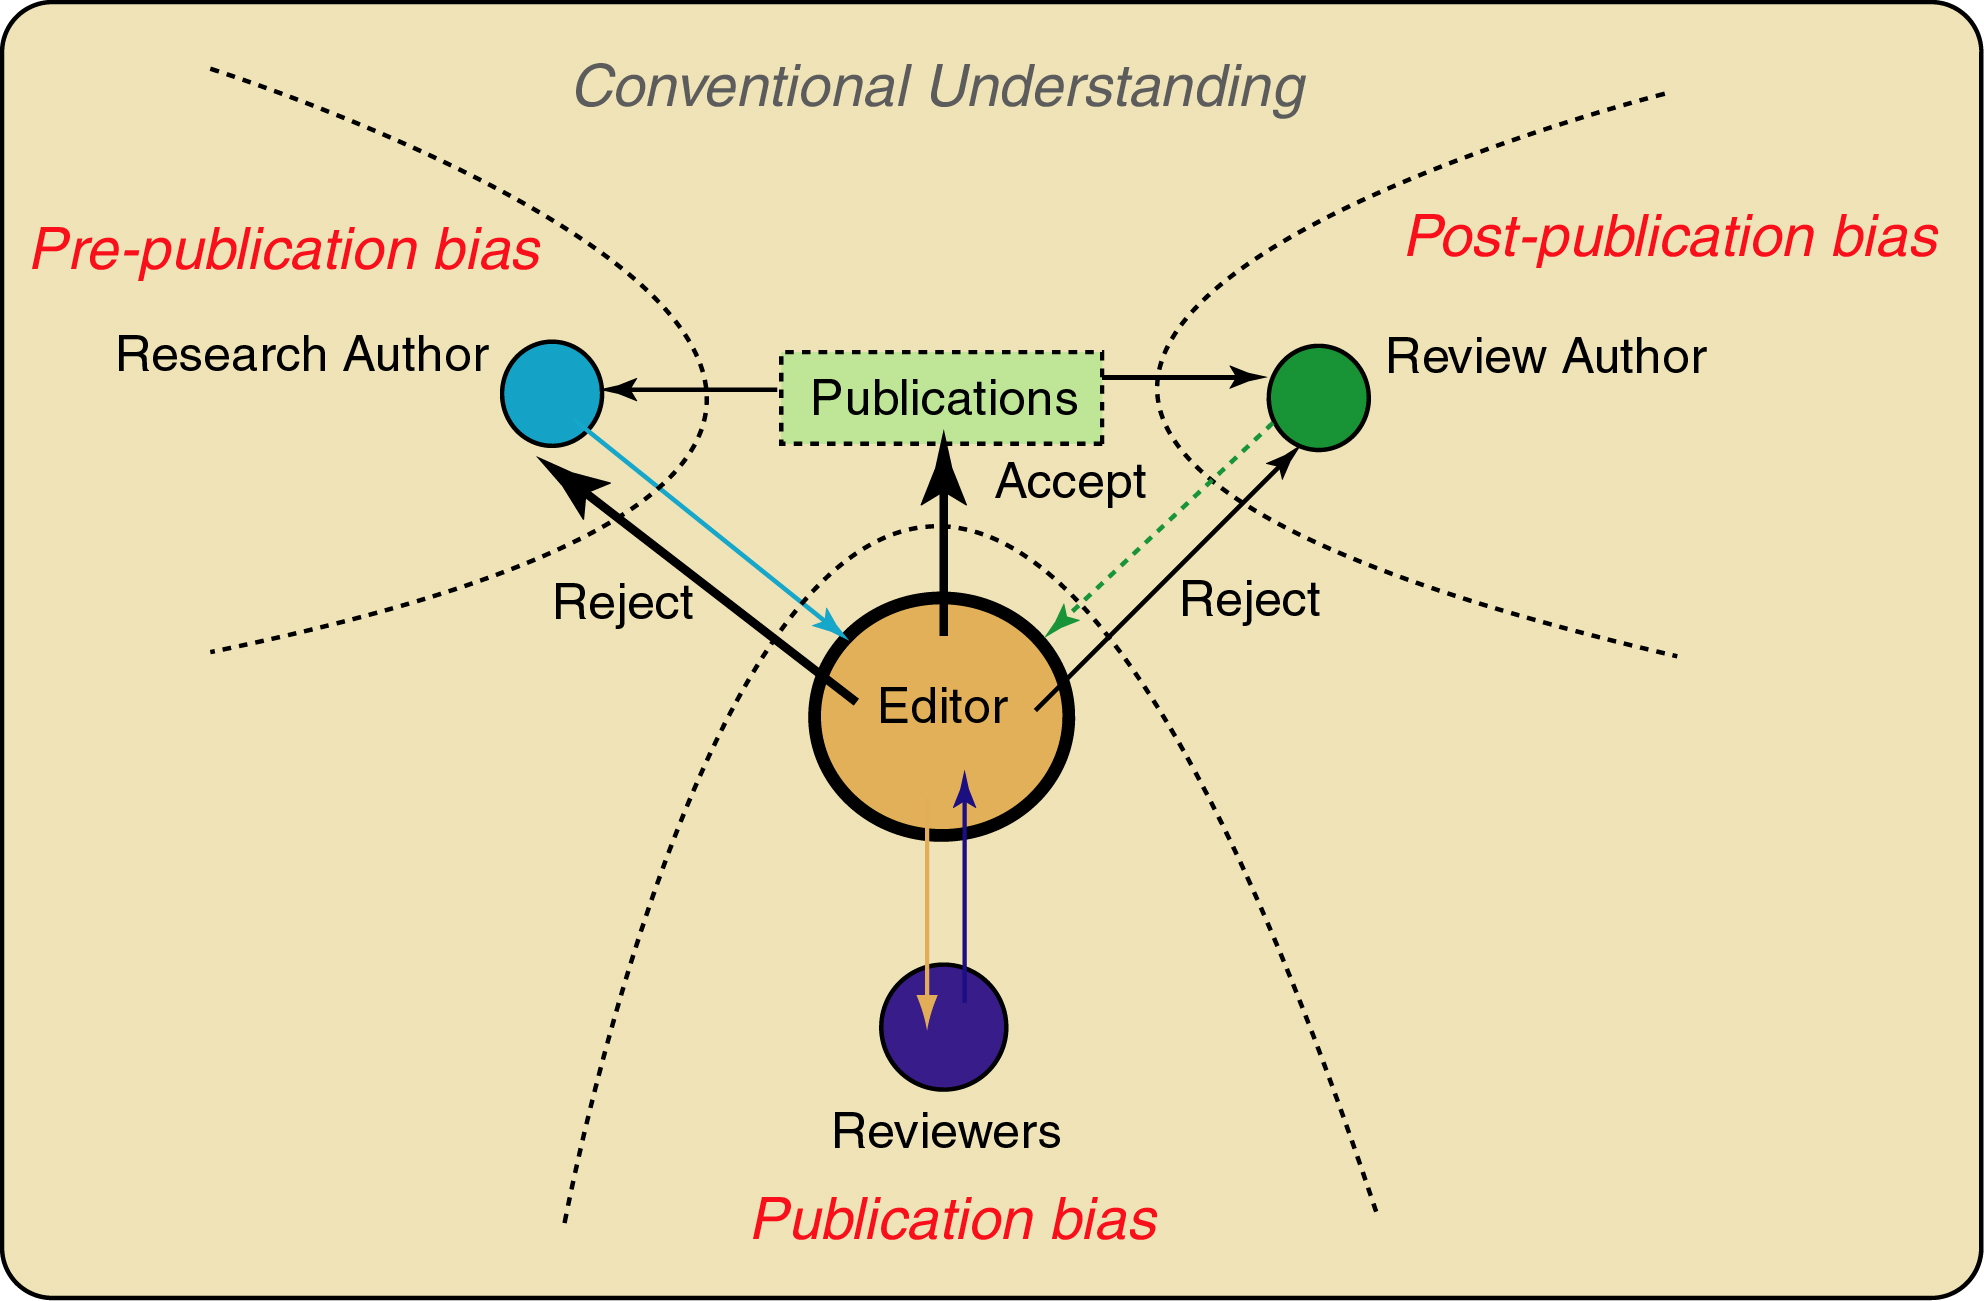 Conventional Understanding
Pre-publication bias
Post-publication bias
Research Author
Publications
Review Author
Accept
Reject
Reject
Editor
Reviewers
Publication bias